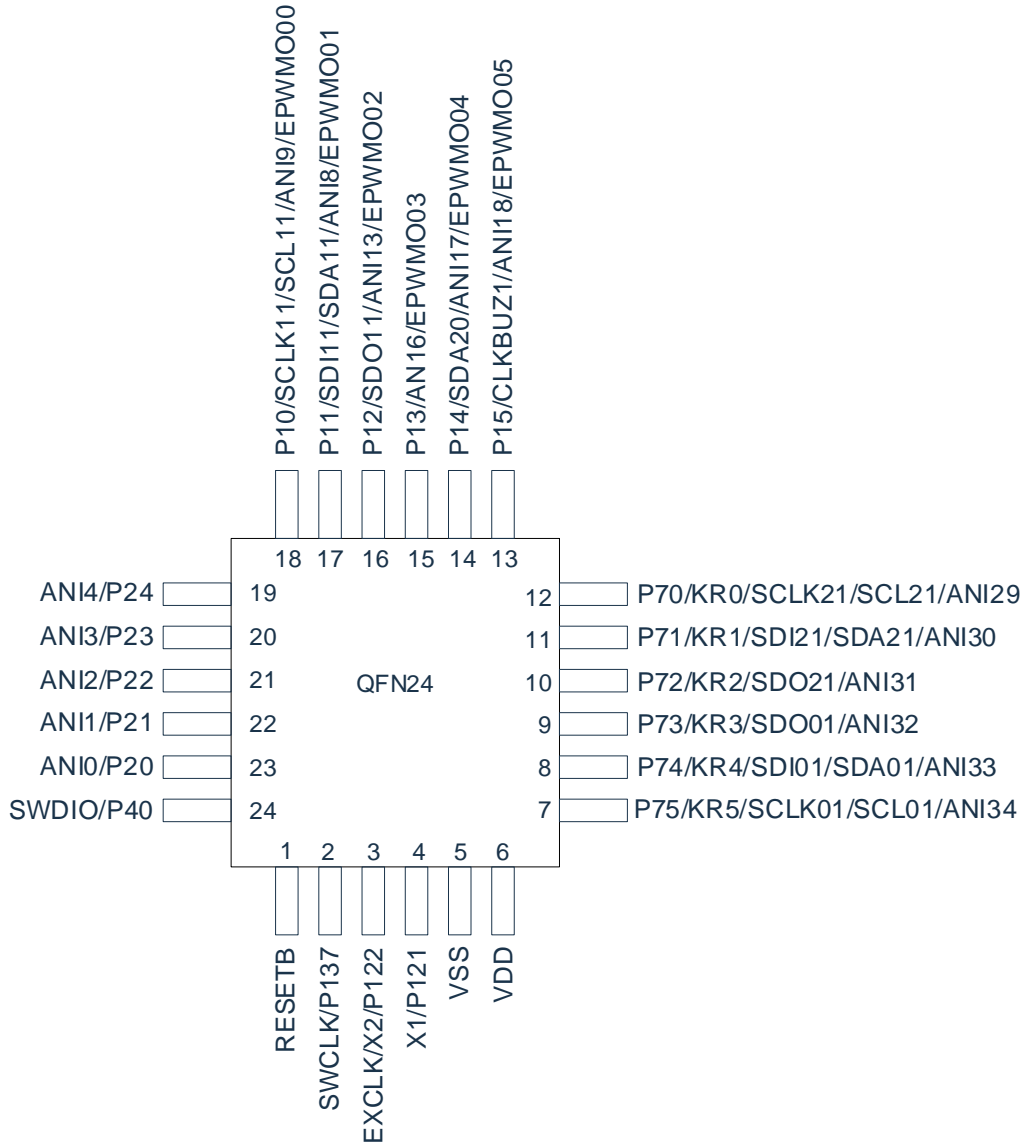 P10/SCLK11/SCL11/ANI9/EPWMO00
P11/SDI11/SDA11/ANI8/EPWMO01
P12/SDO11/ANI13/EPWMO02
P13/AN16/EPWMO03
P14/SDA20/ANI17/EPWMO04
P15/CLKBUZ1/ANI18/EPWMO05
18 17 16 15 14 13
ANI4/P24 19
ANI3/P23 20
ANI2/P22 21
ANI1/P21 22
ANI0/P20 23
SWDIO/P40 24
QFN24
12 P70/KR0/SCLK21/SCL21/ANI29
11 P71/KR1/SDI21/SDA21/ANI30
10 P72/KR2/SDO21/ANI31
9 P73/KR3/SDO01/ANI32
8 P74/KR4/SDI01/SDA01/ANI33
7 P75/KR5/SCLK01/SCL01/ANI34
1 2 3 4 5 6
RESETB
SWCLK/P137
EXCLK/X2/P122
X1/P121
VSS
VDD